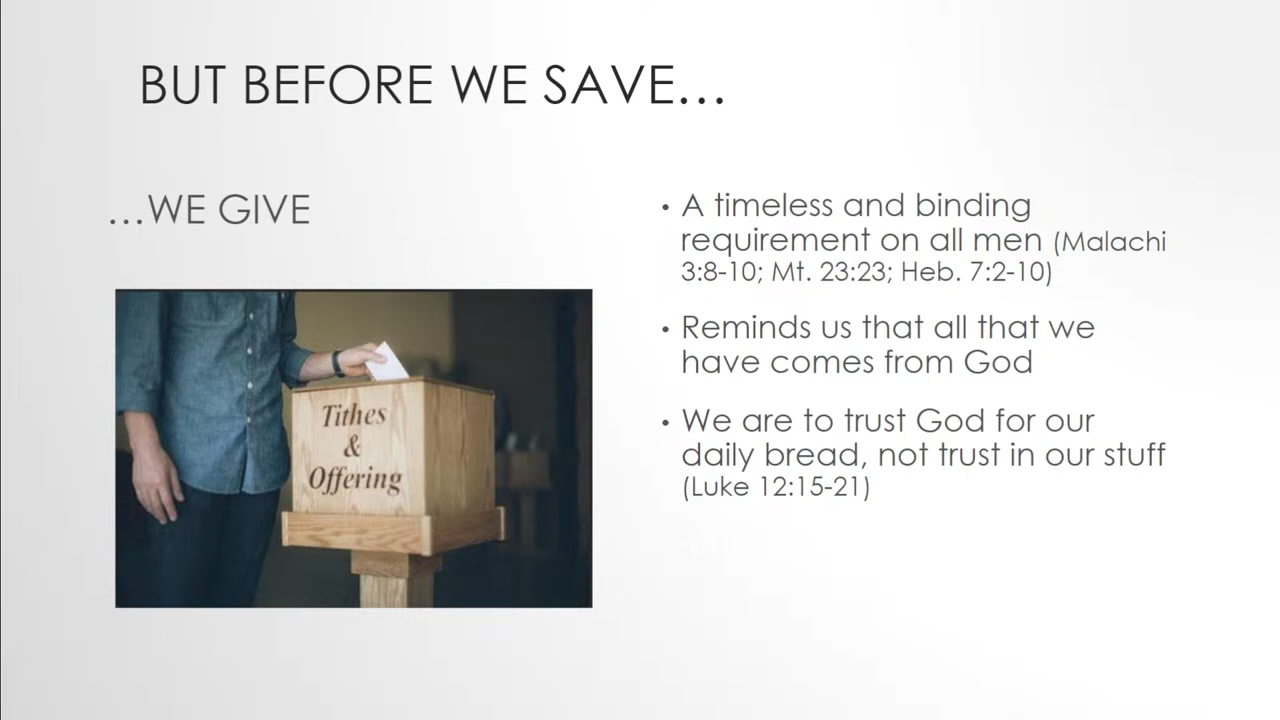 BUT BEFORE WE SAVE…
…WE GIVE
Tithes
&
Offering
• A timeless and binding
requirement on all men (Malachi
3:8-10; Mt. 23:23; Heb. 7:2-10)
• Reminds us that all that we
have comes from God
• We are to trust God for our
daily bread, not trust in our stuff
(Luke 12:15-21)